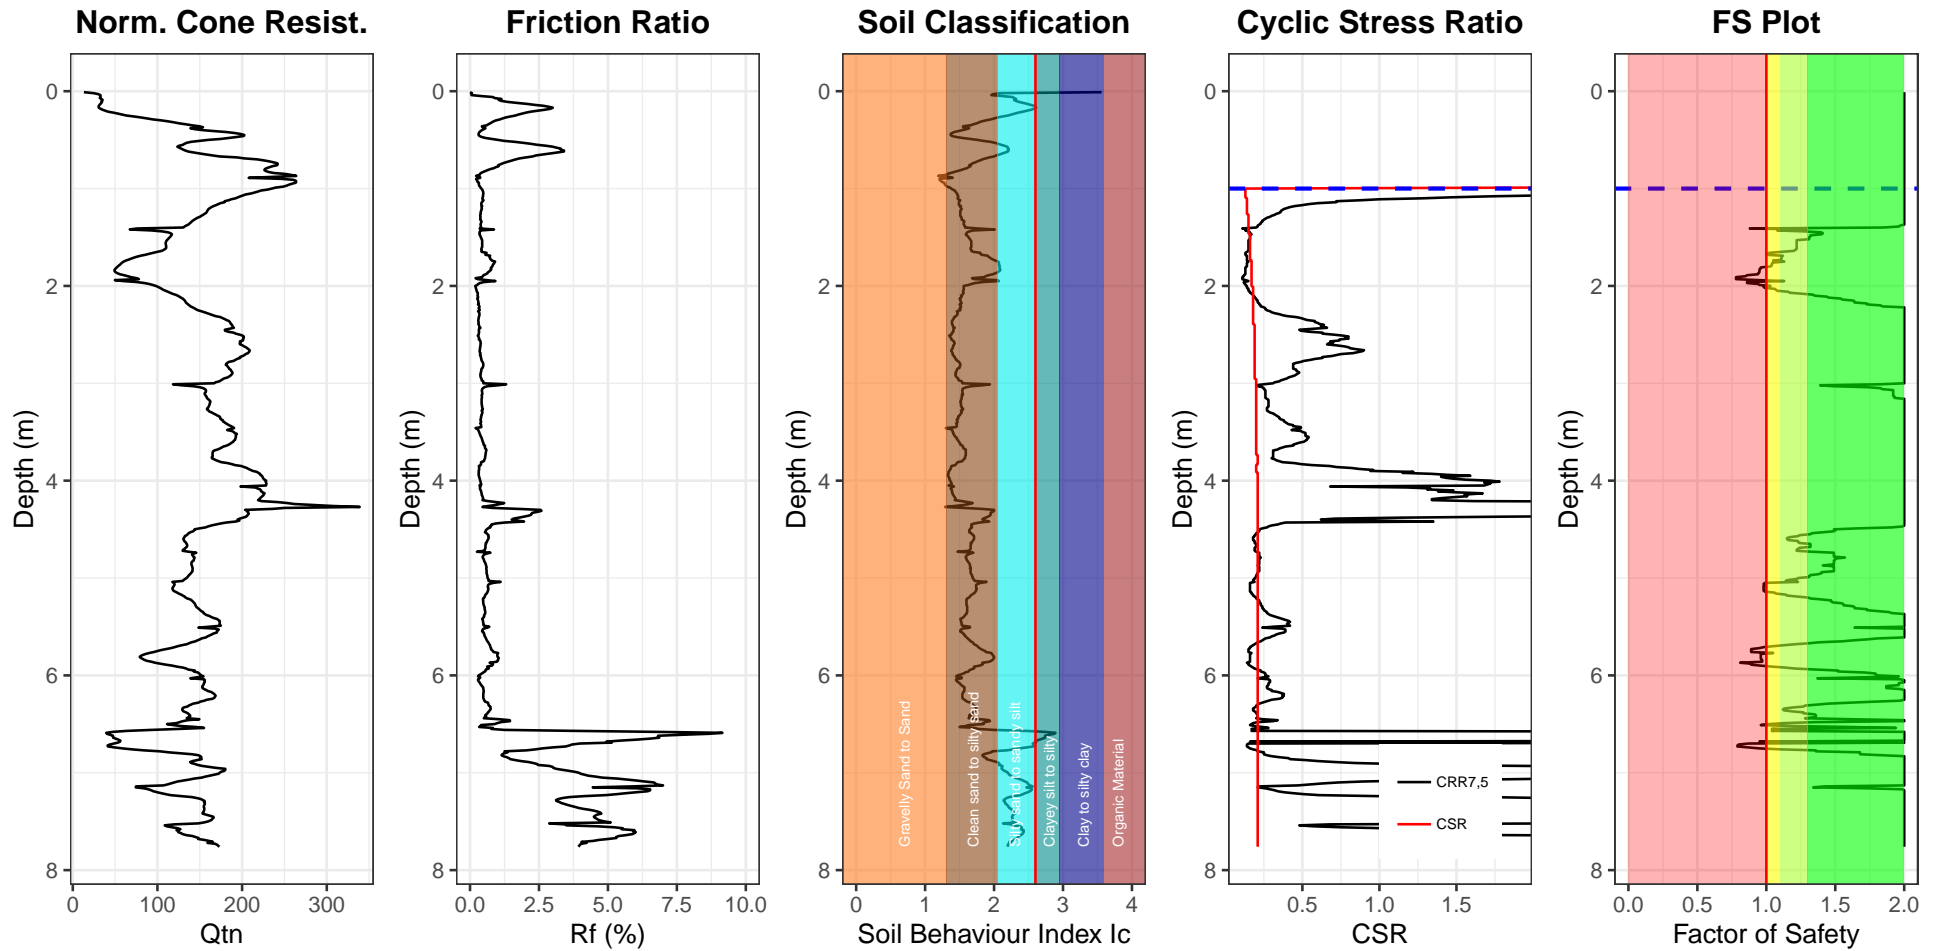 Norm. Cone Resist.
Friction Ratio
Soil Classification
Cyclic Stress Ratio
FS Plot
Depth (m)
0
2
4
6
8
0
100
200
300
Qtn
Depth (m)
0
2
4
6
8
0.0
2.5
5.0
7.5
10.0
Rf (%)
Depth (m)
0
2
4
6
8
Gravelly Sand to Sand
Clean sand to silty sand
Silty sand to sandy silt
Clayey silt to silty
Clay to silty clay
Organic Material
0
1
2
3
4
Soil Behaviour Index Ic
Depth (m)
0
2
4
6
8
CRR7,5
CSR
0.5
1.0
1.5
CSR
Depth (m)
0
2
4
6
8
0.0
0.5
1.0
1.5
2.0
Factor of Safety